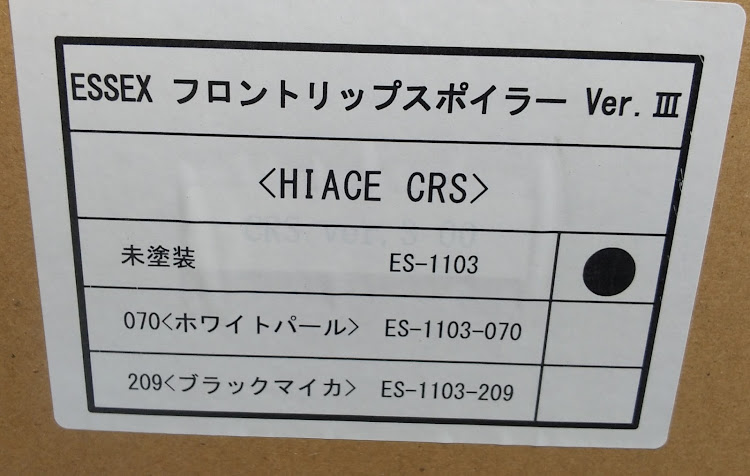 ESSEX フロントリップスポイラー Ver.Ⅲ
<HIACE CRS>
未塗装 ES-1103 ●
070<ホワイトパール> ES-1103-070
209<ブラックマイカ> ES-1103-209